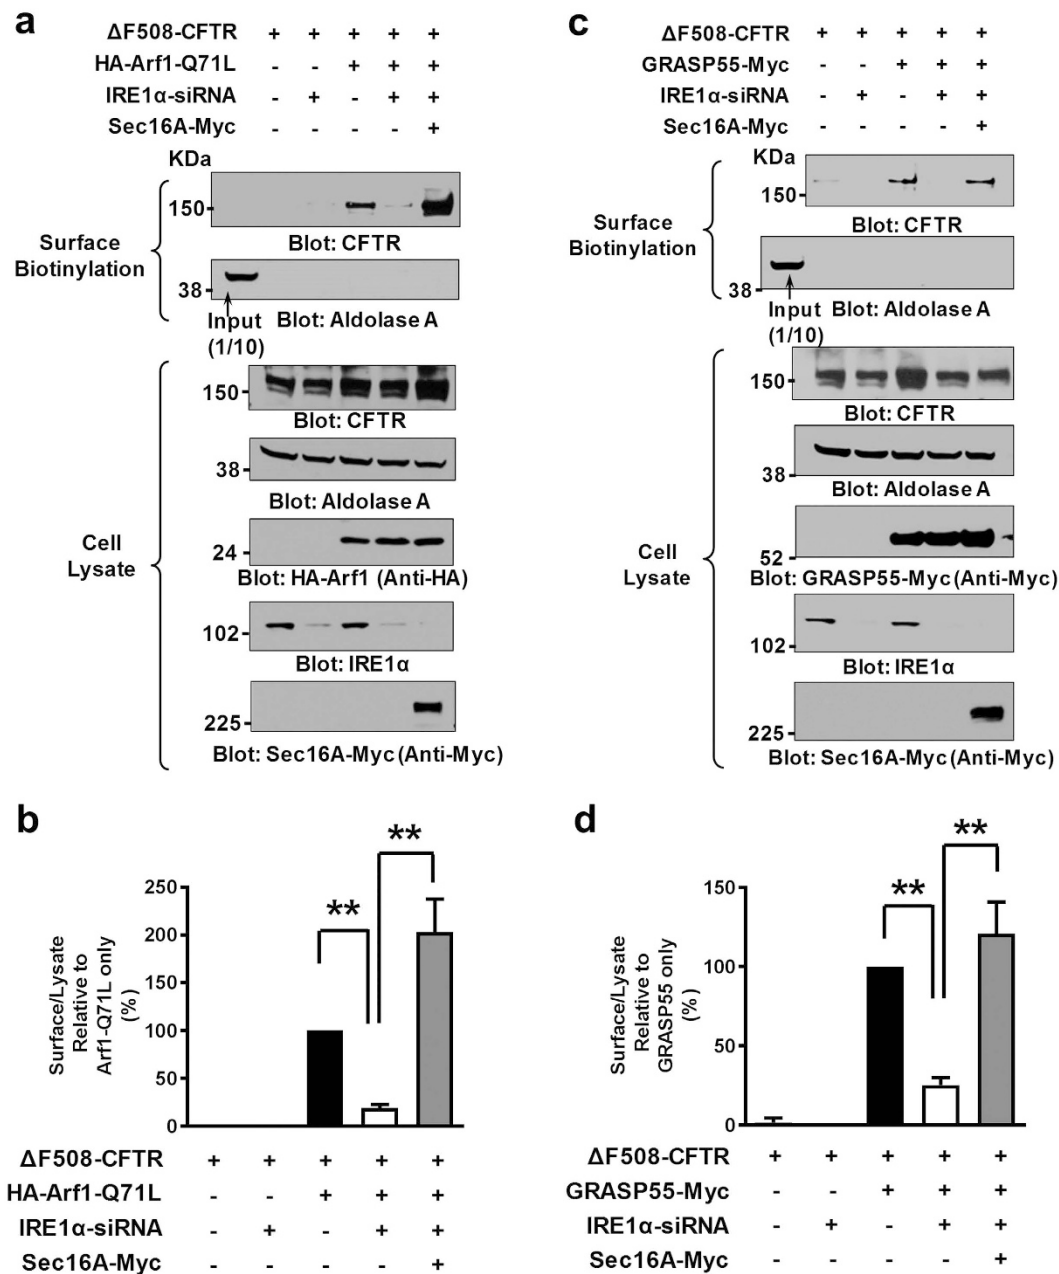 a
ΔF508-CFTR + + + + +
HA-Arf1-Q71L - - + + +
IRE1α-siRNA - + - + +
Sec16A-Myc - - - - +
KDa
Surface
Biotinylation
150
Blot: CFTR
38
Input
(1/10)
Blot: Aldolase A
Cell
Lysate
150
Blot: CFTR
38
Blot: Aldolase A
24
Blot: HA-Arf1 (Anti-HA)
102
Blot: IRE1α
225
Blot: Sec16A-Myc (Anti-Myc)
c
ΔF508-CFTR + + + + +
GRASP55-Myc - - + + +
IRE1α-siRNA - + - + +
Sec16A-Myc - - - - +
KDa
Surface
Biotinylation
150
Blot: CFTR
38
Input
(1/10)
Blot: Aldolase A
Cell
Lysate
150
Blot: CFTR
38
Blot: Aldolase A
52
Blot: GRASP55-Myc (Anti-Myc)
102
Blot: IRE1α
225
Blot: Sec16A-Myc (Anti-Myc)
b
Surface/Lysate
Relative to
Arf1-Q71L only
(%)
250
200
150
100
50
0
**
**
ΔF508-CFTR + + + + +
HA-Arf1-Q71L - - + + +
IRE1α-siRNA - + - + +
Sec16A-Myc - - - - +
d
Surface/Lysate
Relative to
GRASP55 only
(%)
150
100
50
0
**
**
ΔF508-CFTR + + + + +
GRASP55-Myc - - + + +
IRE1α-siRNA - + - + +
Sec16A-Myc - - - - +